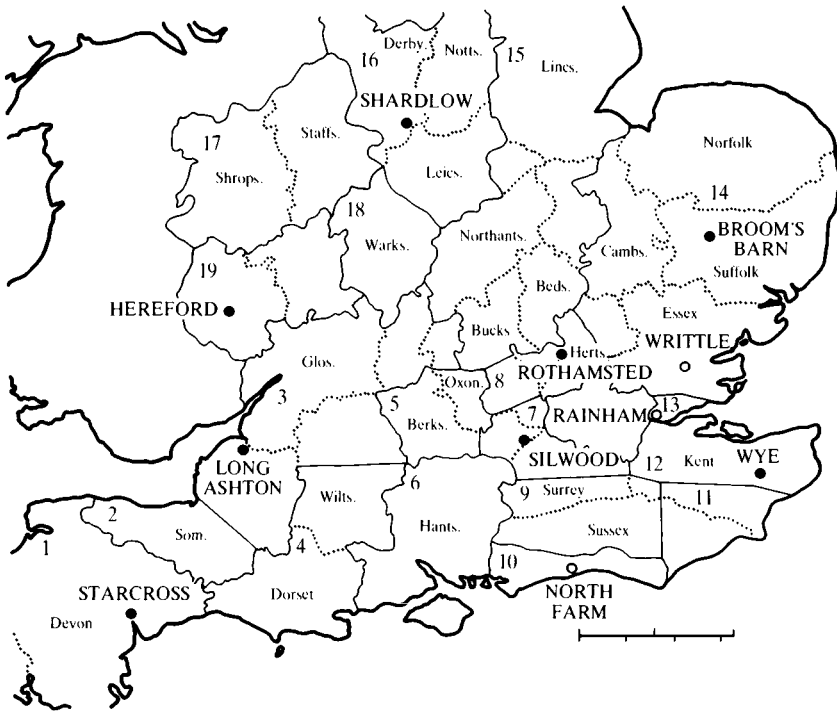 16
Derby.
Notts.
15
Lincs.
SHARDLOW
17
Staffs.
Norfolk
Shrops.
Leics.
14
18
BROOM'S
BARN
Northants.
Cambs.
Warks.
19
Suffolk
Beds.
HEREFORD
Essex
Bucks
WRITTLE
Glos.
Herts.
ROTHAMSTED
3
Oxon.
8
5
7
RAINHAM
13
Berks.
LONG
ASHTON
SILWOOD
12
Kent
WYE
6
Wilts.
9
Surrey
11
2
Hants.
Som.
Sussex
1
4
10
STARCROSS
Dorset
NORTH
FARM
Devon